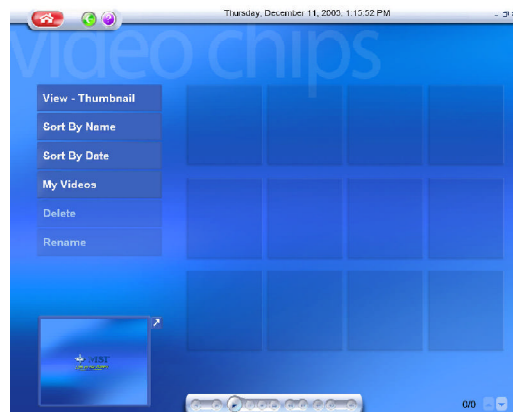 Thursday, December 11, 2003, 1:15:52 PM
video chips
View - Thumbnail
Sort By Name
Sort By Date
My Videos
Delete
Rename
0/0